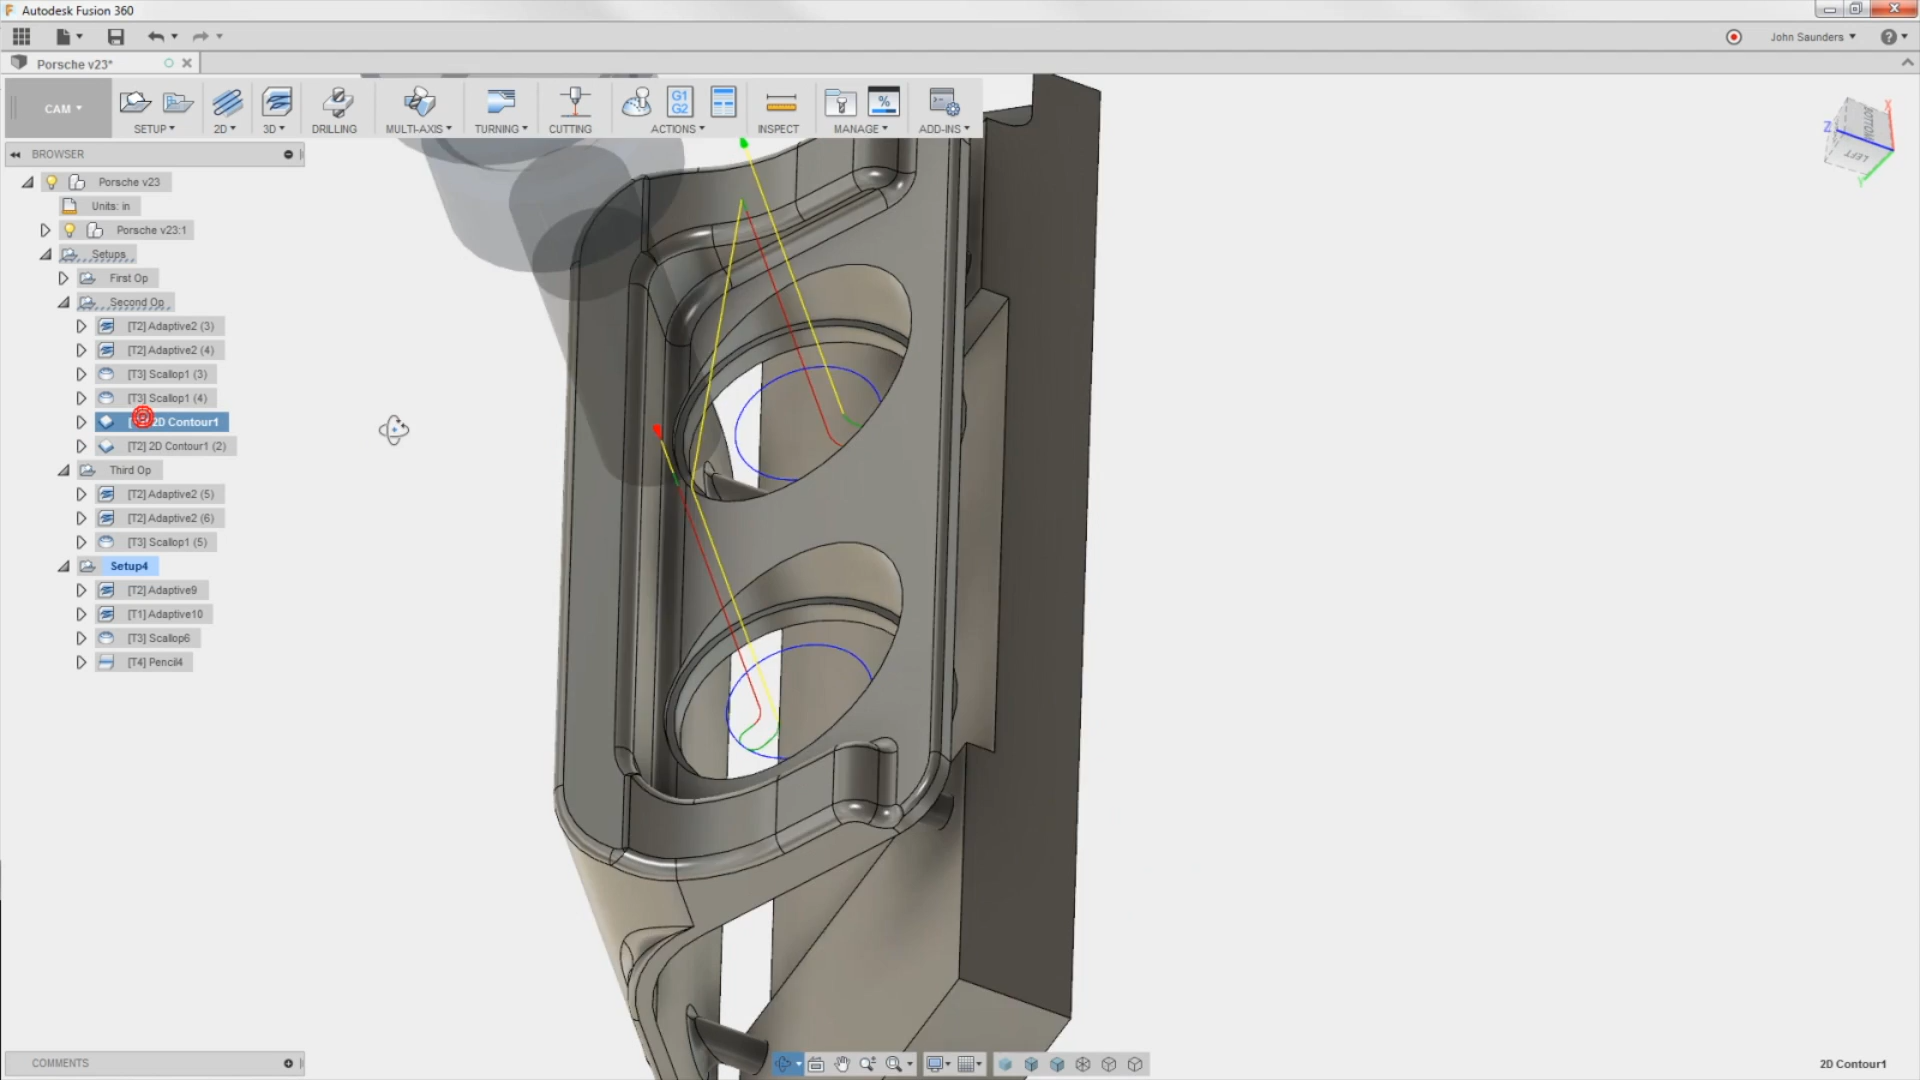 Autodesk Fusion 360
John Saunders
Porsche v23*
CAM
SETUP
2D
3D
DRILLING
MULTI-AXIS
TURNING
CUTTING
G1
G2
ACTIONS
INSPECT
%
MANAGE
ADD-INS
BROWSER
Porsche v23
Units: in
Porsche v23:1
Setups
First Op
Second Op
[T2] Adaptive2 (3)
[T2] Adaptive2 (4)
[T3] Scallop1 (3)
[T3] Scallop1 (4)
2D Contour1
[T2] 2D Contour1 (2)
Third Op
[T2] Adaptive2 (5)
[T2] Adaptive2 (6)
[T3] Scallop1 (5)
Setup4
[T2] Adaptive9
[T1] Adaptive10
[T3] Scallop6
[T4] Pencil4
X
Z
BOTTOM
LEFT
Y
COMMENTS
2D Contour1